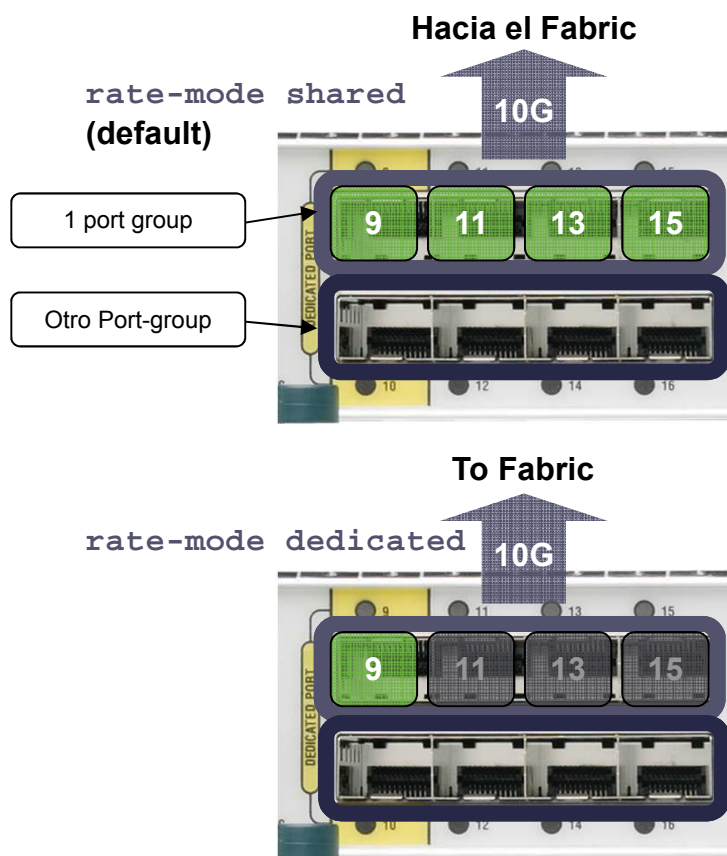 Hacia el Fabric
rate-mode shared
(default)
10G
1 port group
9 11 13 15
DEDICATED PORT
Otro Port-group
10 12 14 16
To Fabric
rate-mode dedicated
10G
9 11 13 15
9 11 13 15
DEDICATED PORT
10 12 14 16